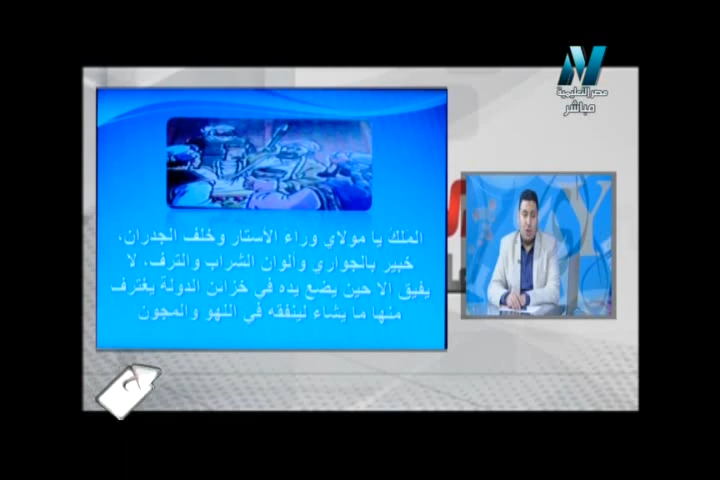 مصر التعليمية
مباشر
الملك يا مولاي وراء الأستار وخلف الجدران،
خبير بالجواري وألوان الشراب والترف، لا
يفيق إلا حين يضع يده في خزائن الدولة يغترف
منها ما يشاء لينفقه في اللهو والمجون